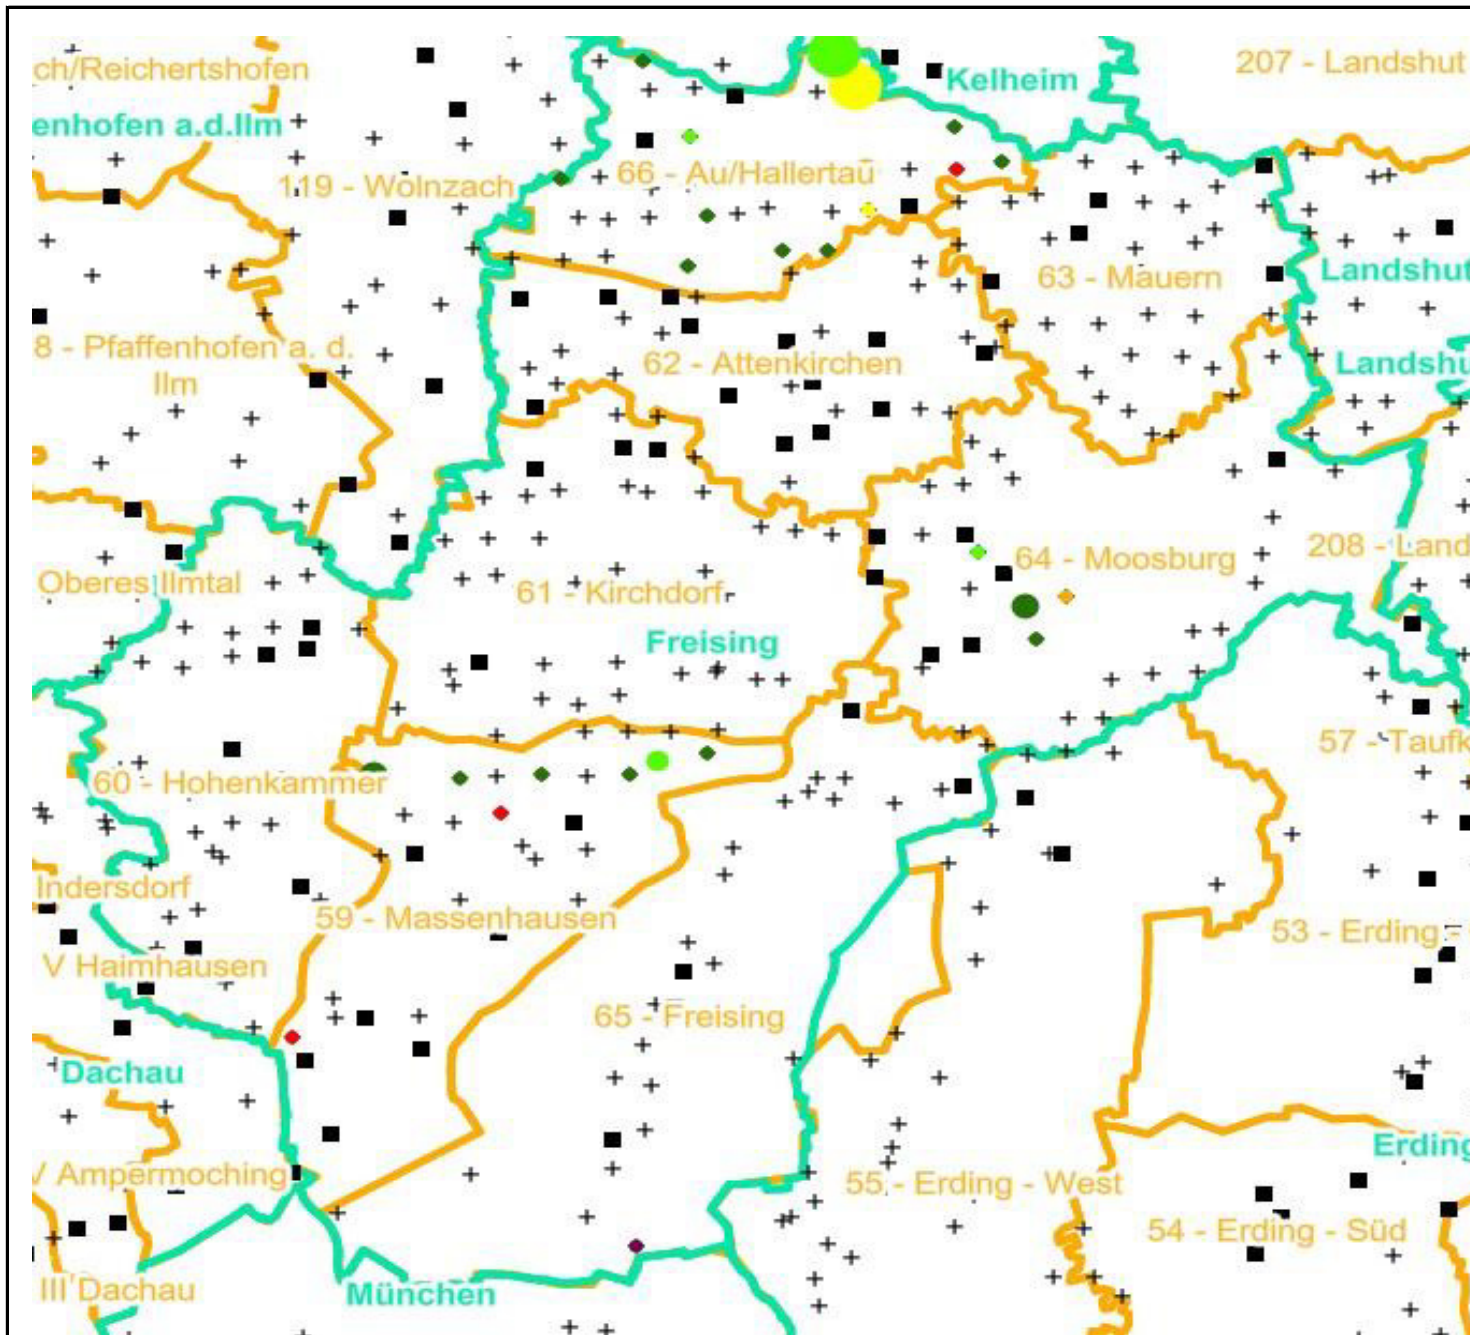 ch/Reichertshofen
207 - Landshut
Kelheim
enhofen a.d.Ilm
66 - Au/Hallertau
119 - Wolnzach
Landshut
63 - Mauern
8 - Pfaffenhofen a. d.
Ilm
62 - Attenkirchen
Landshu
208 - Land
64 - Moosburg
Oberes Ilmtal
61 - Kirchdorf
Freising
57 - Taufk
60 - Hohenkammer
Indersdorf
59 - Massenhausen
53 - Erding -
V Haimhausen
65 - Freising
Dachau
Erding
V Ampermoching
55 - Erding - West
54 - Erding - Süd
III Dachau
München